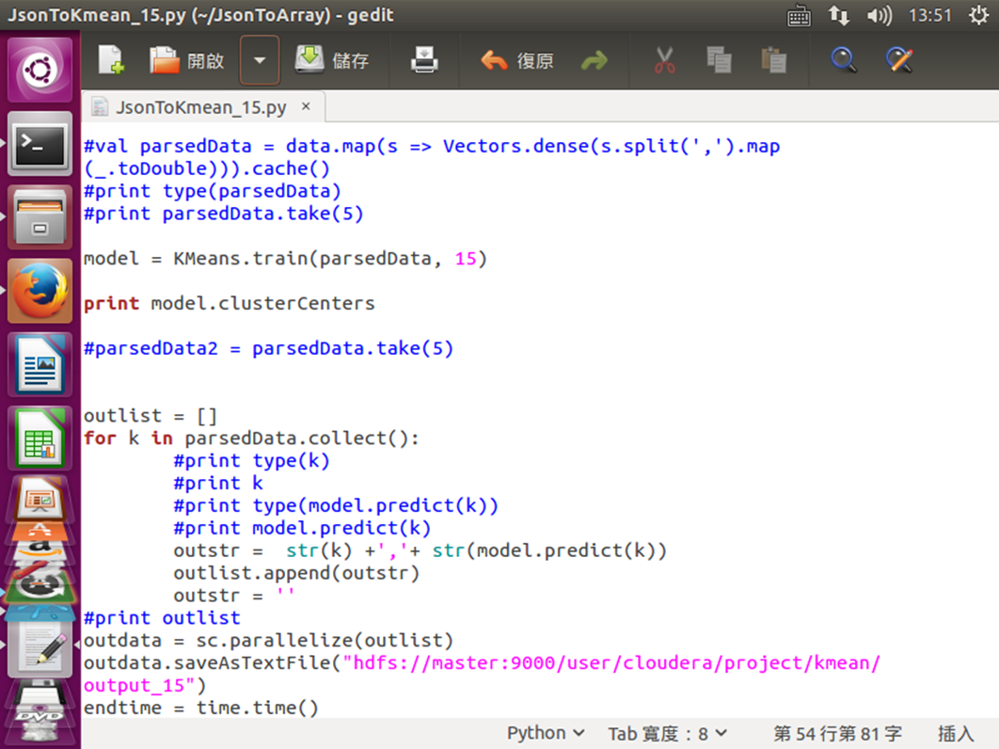 JsonToKmean_15.py (~/JsonToArray) - gedit
13:51
開啟
儲存
復原
JsonToKmean_15.py ×
#val parsedData = data.map(s => Vectors.dense(s.split(',').map
(_.toDouble))).cache()
#print type(parsedData)
#print parsedData.take(5)
model = KMeans.train(parsedData, 15)
print model.clusterCenters
#parsedData2 = parsedData.take(5)
outlist = []
for k in parsedData.collect():
#print type(k)
#print k
#print type(model.predict(k))
#print model.predict(k)
outstr =  str(k) +','+ str(model.predict(k))
outlist.append(outstr)
outstr = ''
#print outlist
outdata = sc.parallelize(outlist)
outdata.saveAsTextFile("hdfs://master:9000/user/cloudera/project/kmean/
output_15")
endtime = time.time()
Python
Tab 寬度：8
第 54 行第 81 字
插入
DVD